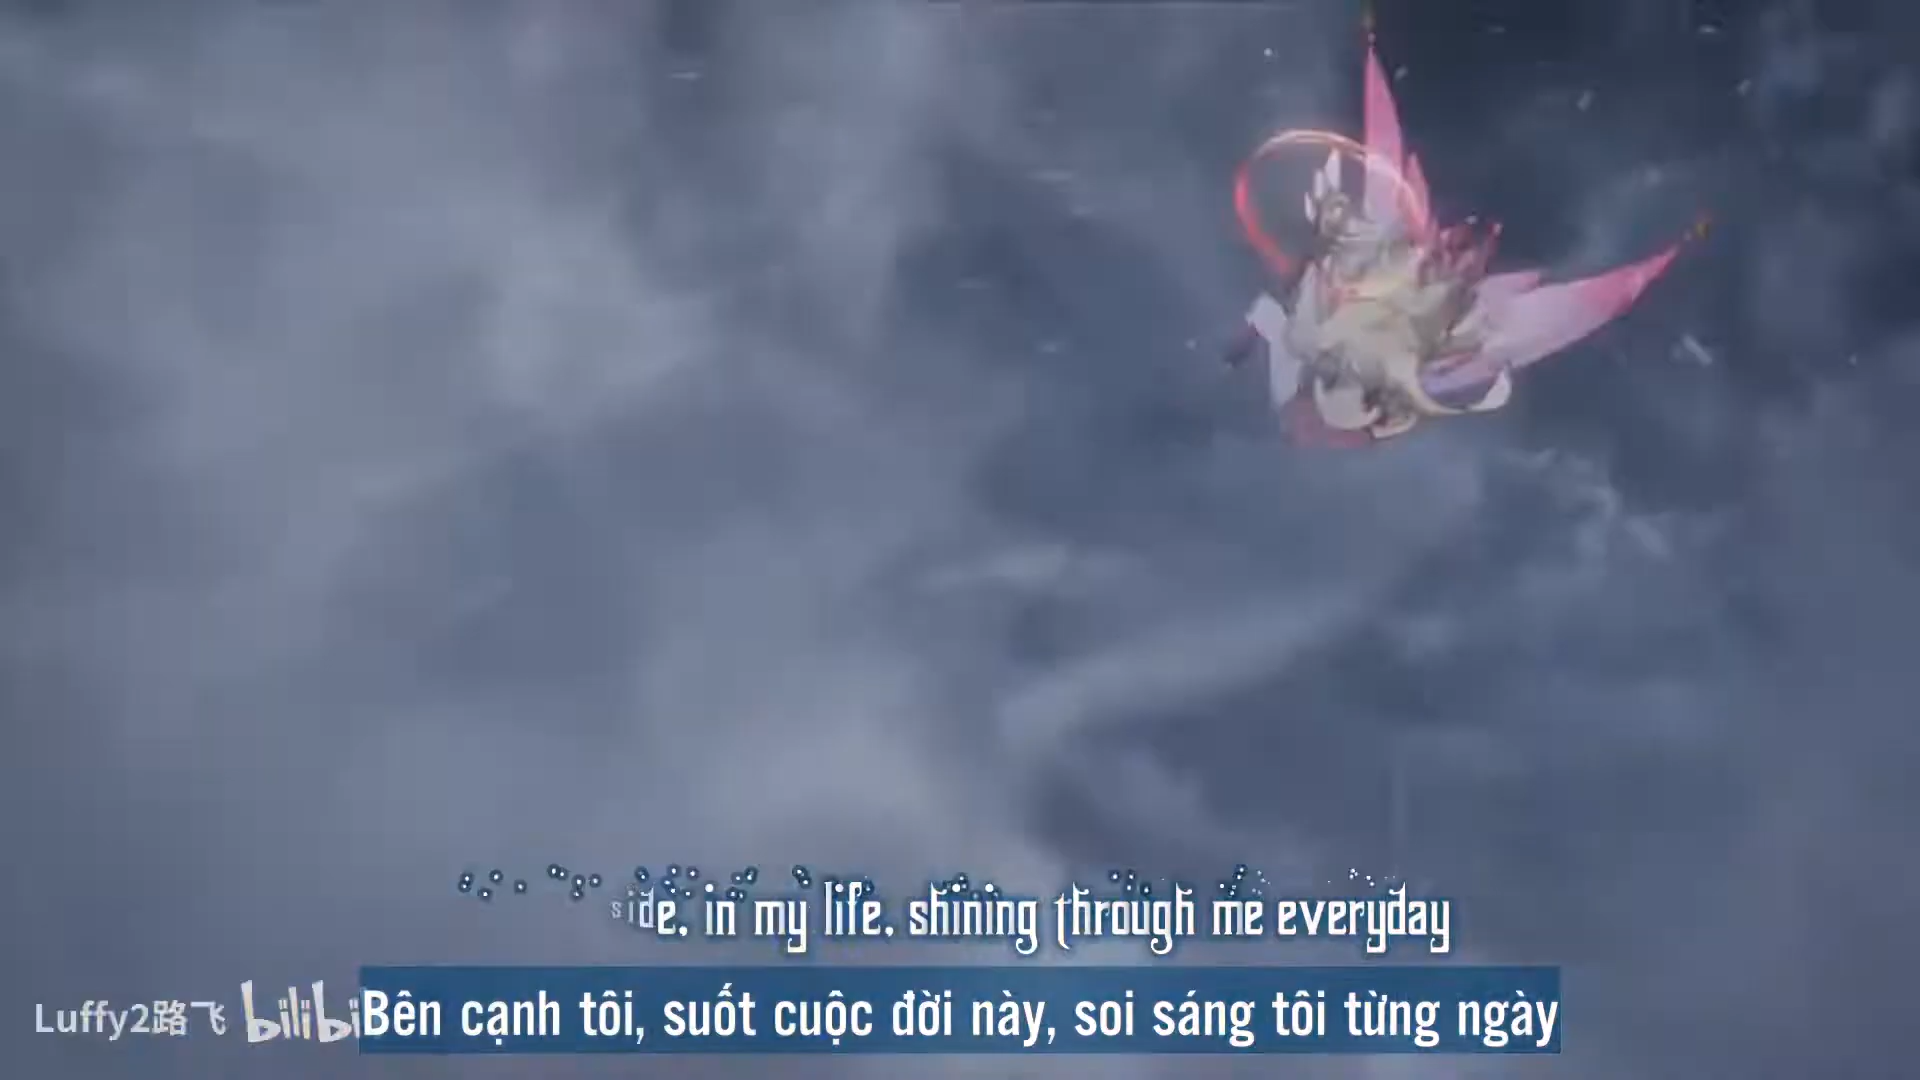 side, in my life, shining through me everyday
Luffy2路飞 bilibi
Bên cạnh tôi, suốt cuộc đời này, soi sáng tôi từng ngày